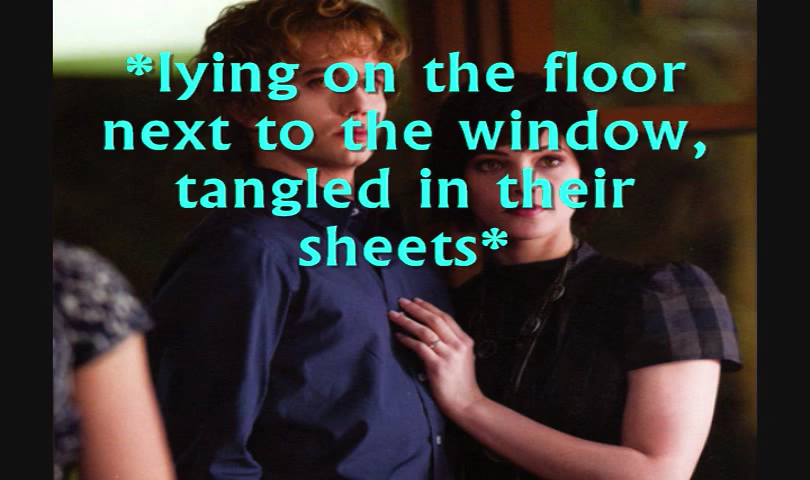 *lying on the floor
next to the window,
tangled in their
sheets*